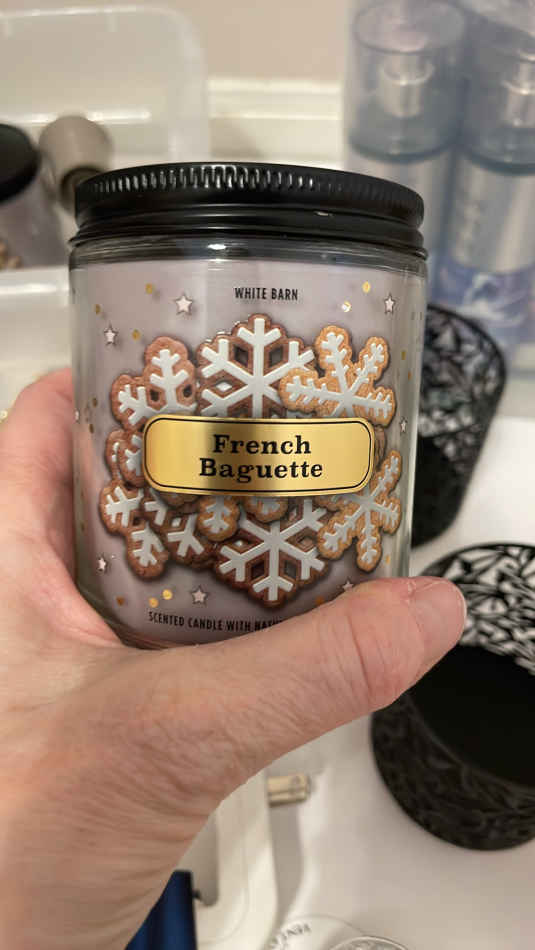 WHITE BARN
French
Baguette
SCENTED CANDLE WITH